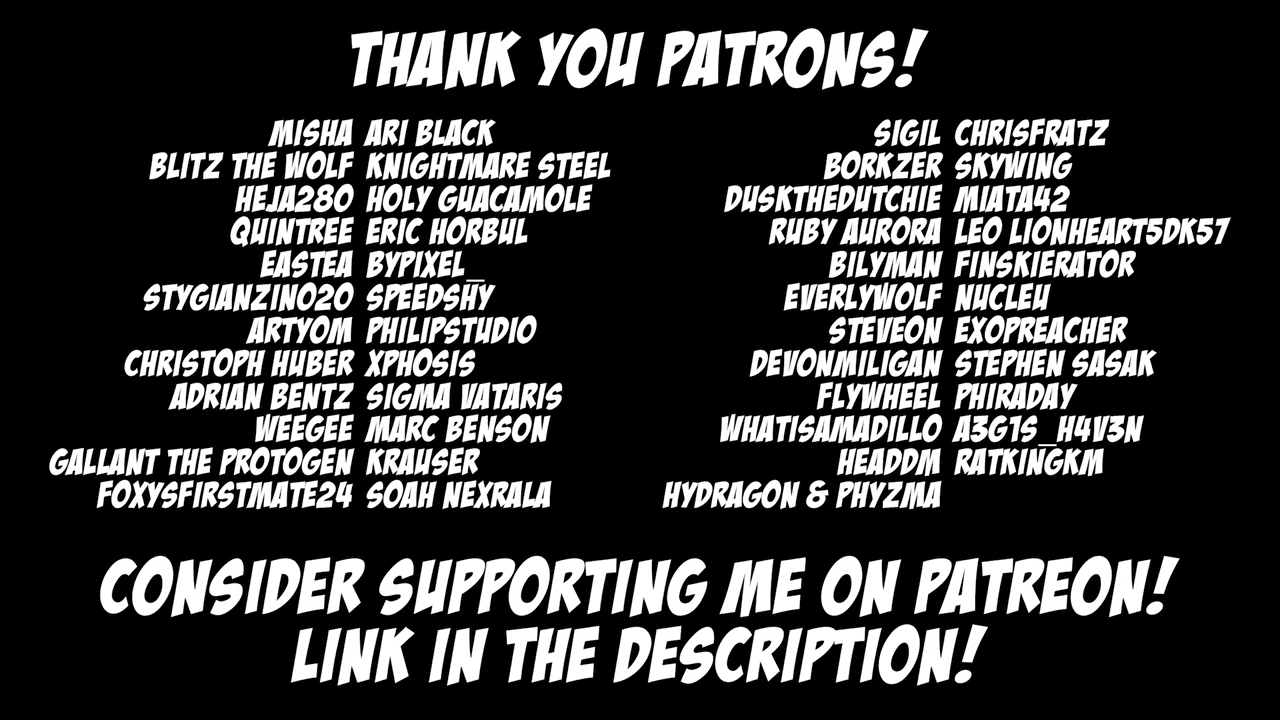 THANK YOU PATRONS!
MISHA ARI BLACK
BLITZ THE WOLF KNIGHTMARE STEEL
HEJA280 HOLY GUACAMOLE
QUINTREE ERIC HORBUL
EASTEA BYPIXEL_
STYGIANZINO20 SPEEDSHY
ARTYOM PHILIPSTUDIO
CHRISTOPH HUBER XPHOSIS
ADRIAN BENTZ SIGMA VATARIS
WEEGEE MARC BENSON
GALLANT THE PROTOGEN KRAUSER
FOXYSFIRSTMATE24 SOAH NEXRALA
SIGIL CHRISFRATZ
BORKZER SKYWING
DUSKTHEDUTCHIE MIATA42
RUBY AURORA LEO LIONHEART5DK57
BILYMAN FINSKIERATOR
EVERLYWOLF NUCLEU
STEVEON EXOPREACHER
DEVONMILIGAN STEPHEN SASAK
FLYWHEEL PHIRADAY
WHATISAMADILLO A3G1S_H4V3N
HEADDM RATKINGKM
HYDRAGON & PHYZMA
CONSIDER SUPPORTING ME ON PATREON!
LINK IN THE DESCRIPTION!